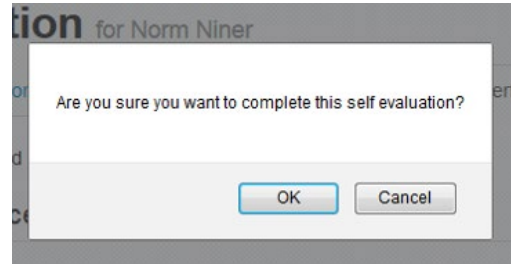 tion for Norm Niner
Are you sure you want to complete this self evaluation?
OK Cancel